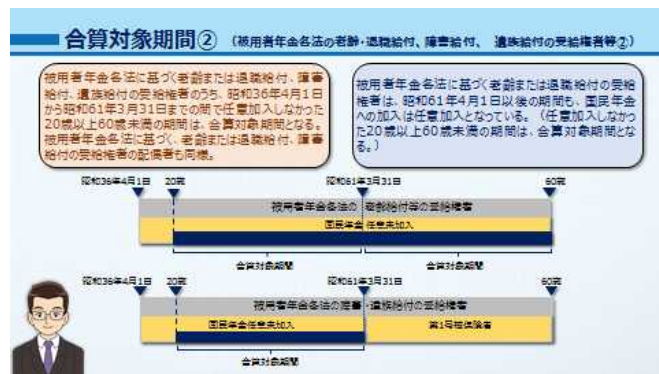 合算対象期間② (被用者年金各法の老齢・退職給付、障害給付、 遺族給付の受給権者等②)
被用者年金各法に基づく老齢または退職給付、障害
給付、遺族給付の受給権者のうち、昭和36年4月1日
から昭和61年3月31日までの間で任意加入しなかった
20歳以上60歳未満の期間は、合算対象期間となる。
被用者年金各法に基づく、老齢または退職給付、障害
給付の受給権者の配偶者も同様。
被用者年金各法に基づく老齢または退職給付の受給
権者は、昭和61年4月1日以後の期間も、国民年金
への加入は任意加入となっている。(任意加入しなか
った20歳以上60歳未満の期間は、合算対象期間とな
る。)
昭和36年4月1日 20歳 昭和61年3月31日 60歳
被用者年金各法の 老齢給付等の受給権者
国民年金 任意未加入
合算対象期間 合算対象期間
昭和36年4月1日 20歳 昭和61年3月31日 60歳
被用者年金各法の障害・遺族給付の受給権者
国民年金任意未加入 第1号被保険者
合算対象期間